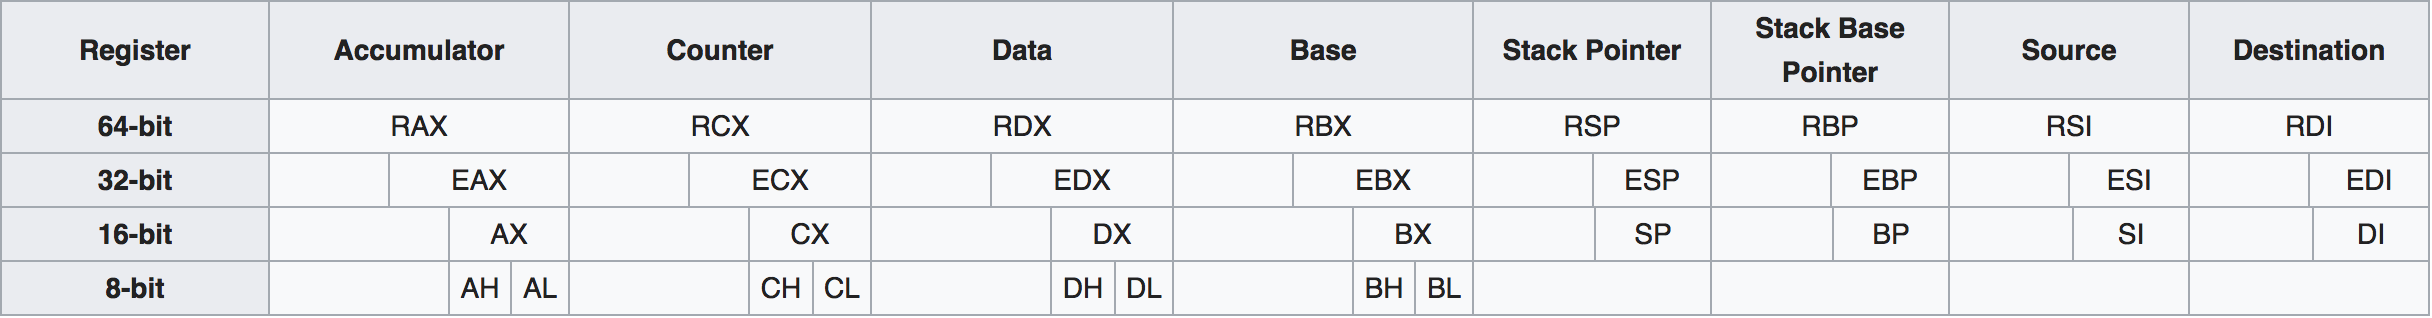 Register Accumulator Counter Data Base Stack Pointer Stack Base Pointer Source Destination
64-bit RAX RCX RDX RBX RSP RBP RSI RDI
32-bit EAX ECX EDX EBX ESP EBP ESI EDI
16-bit AX CX DX BX SP BP SI DI
8-bit AH AL CH CL DH DL BH BL